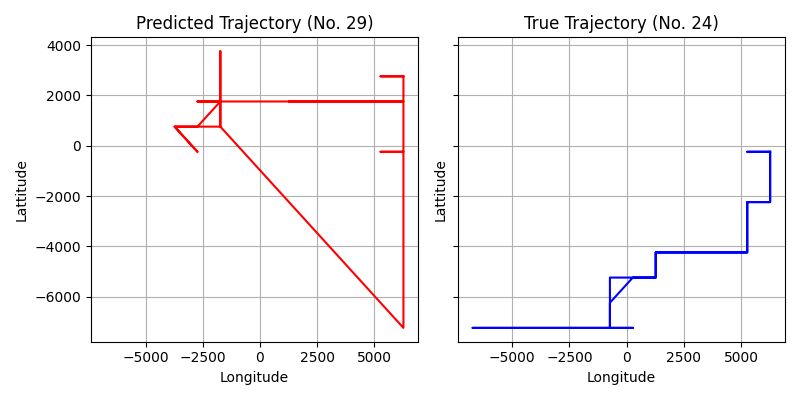 Predicted Trajectory (No. 29)
True Trajectory (No. 24)
4000
2000
0
−2000
−4000
−6000
Lattitude
Lattitude
−5000 −2500 0 2500 5000
−5000 −2500 0 2500 5000
Longitude
Longitude